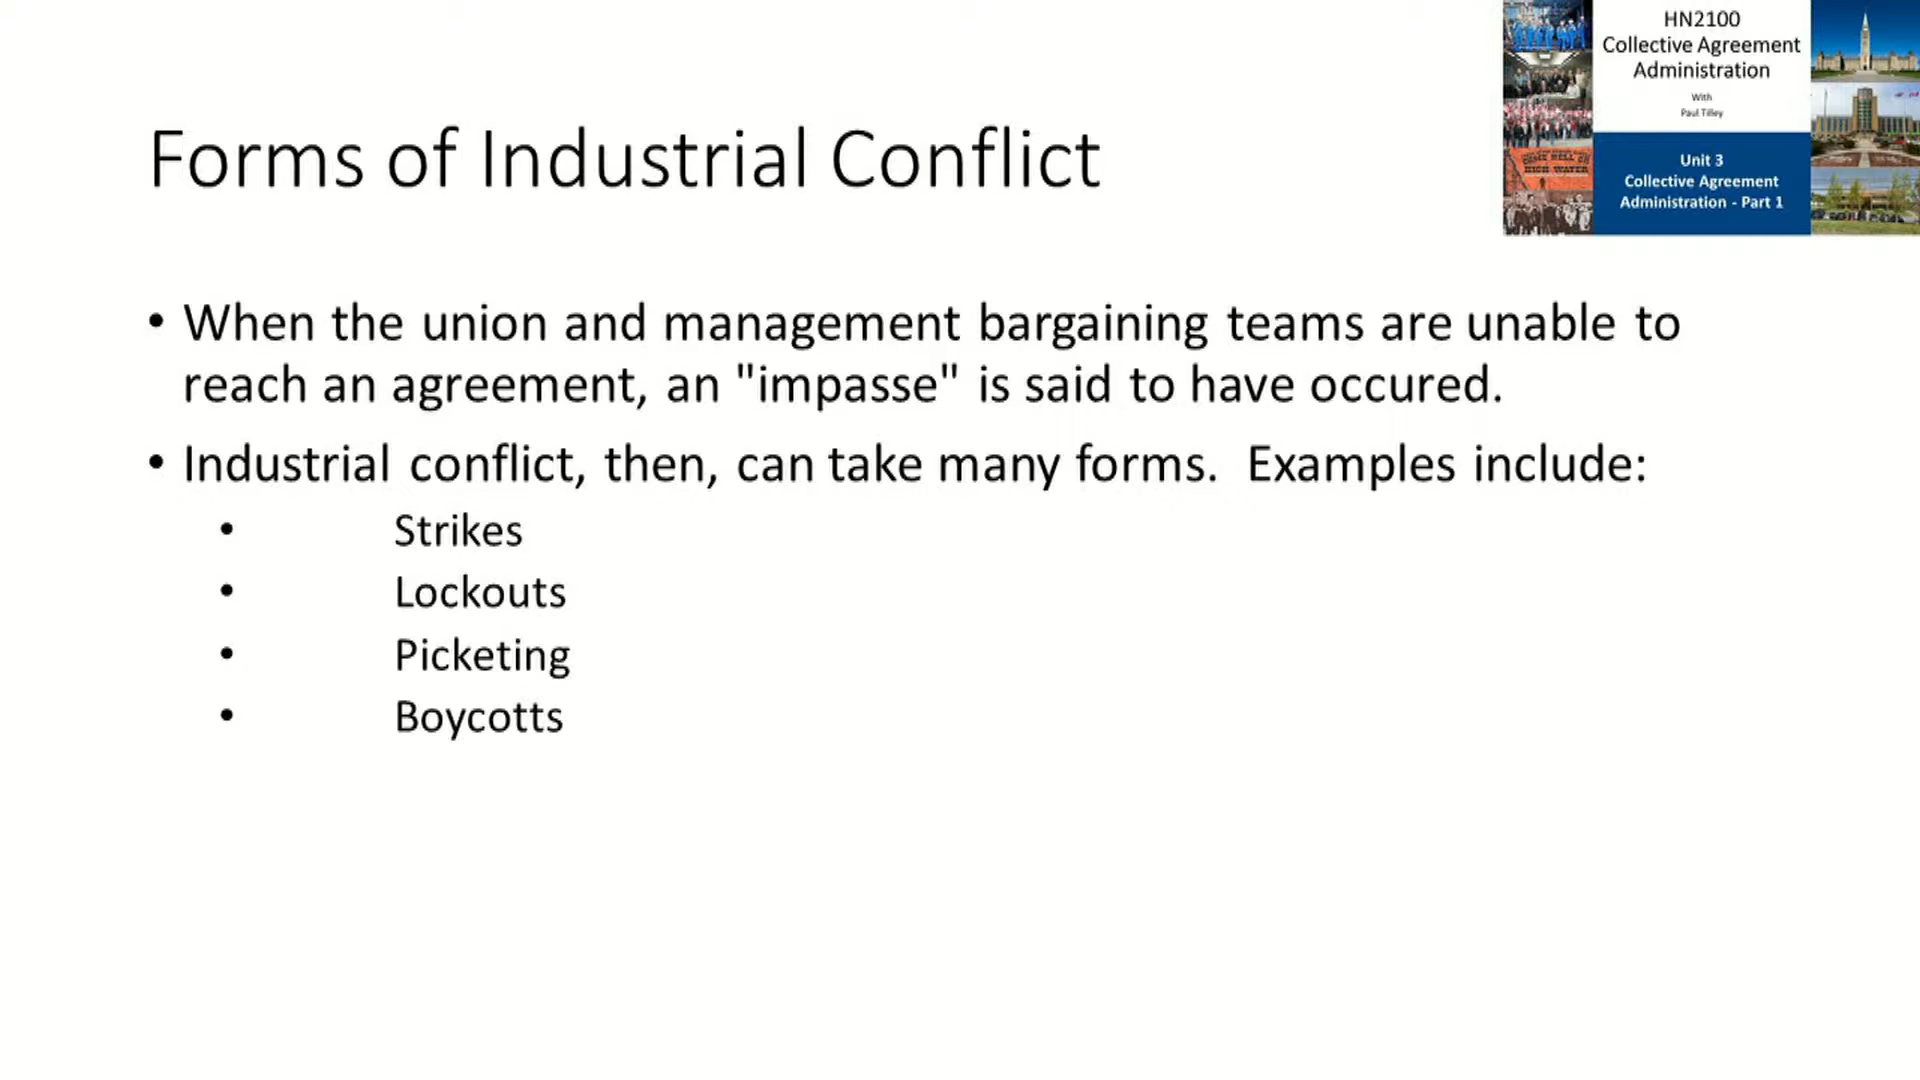 HN2100
Collective Agreement
Administration
With
Paul Tilley
Unit 3
Collective Agreement
Administration - Part 1
Forms of Industrial Conflict
• When the union and management bargaining teams are unable to
reach an agreement, an "impasse" is said to have occured.
• Industrial conflict, then, can take many forms.  Examples include:
• Strikes
• Lockouts
• Picketing
• Boycotts